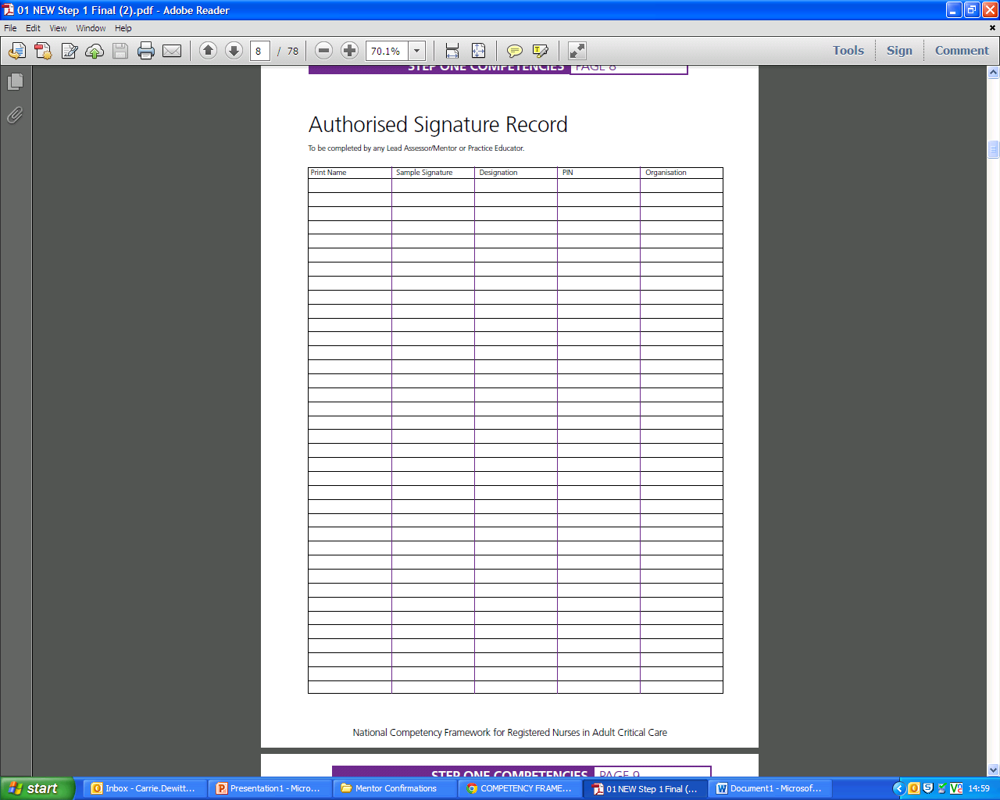 01 NEW Step 1 Final (2).pdf - Adobe Reader
File Edit View Window Help
8 / 78 70.1% Tools Sign Comment
STEP ONE COMPETENCIES PAGE 8
Authorised Signature Record
To be completed by any Lead Assessor/Mentor or Practice Educator.
Print Name Sample Signature Designation PIN Organisation
National Competency Framework for Registered Nurses in Adult Critical Care
STEP ONE COMPETENCIES PAGE 9
start Inbox - Carrie.Dewitt... Presentation1 - Micro... Mentor Confirmations COMPETENCY FRAME... 01 NEW Step 1 Final (... Document1 - Microsof... 14:59